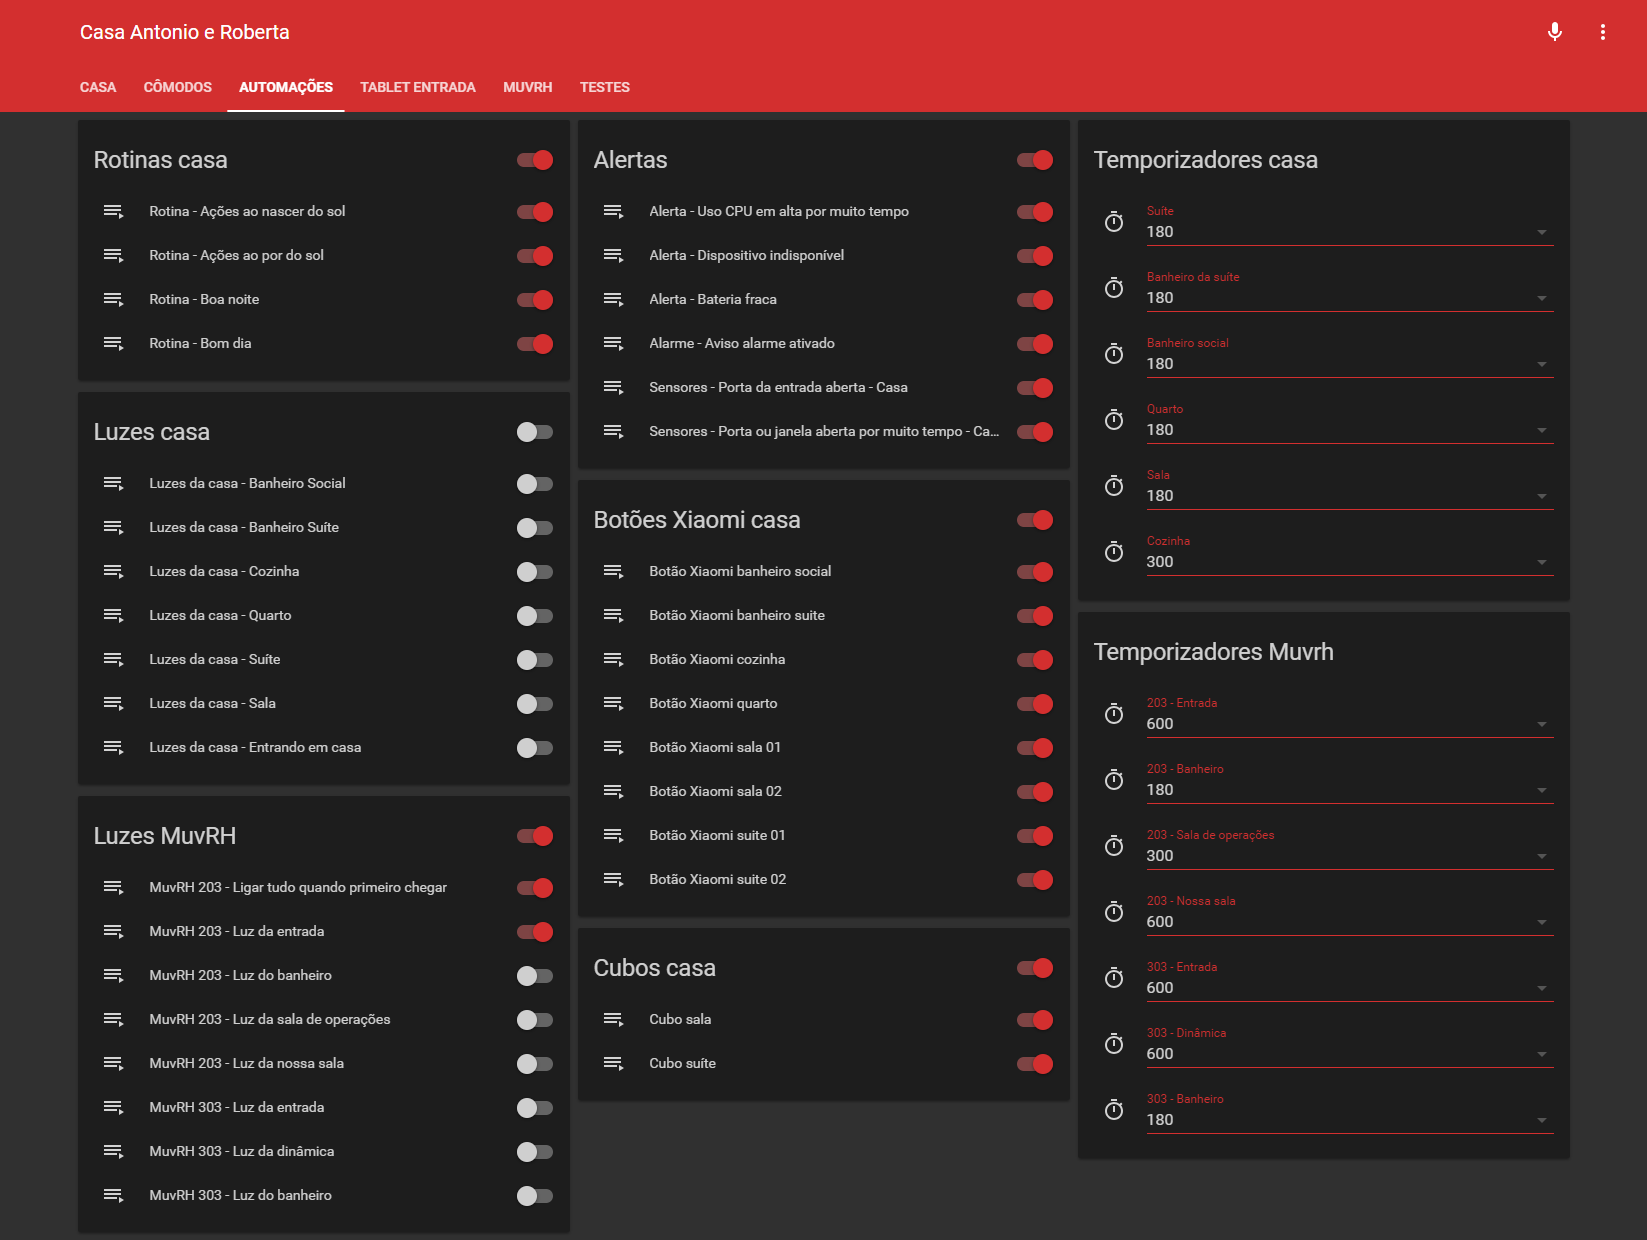 Casa Antonio e Roberta
CASA
CÔMODOS
AUTOMAÇÕES
TABLET ENTRADA
MUVRH
TESTES
Rotinas casa
Rotina - Ações ao nascer do sol
Rotina - Ações ao por do sol
Rotina - Boa noite
Rotina - Bom dia
Luzes casa
Luzes da casa - Banheiro Social
Luzes da casa - Banheiro Suíte
Luzes da casa - Cozinha
Luzes da casa - Quarto
Luzes da casa - Suíte
Luzes da casa - Sala
Luzes da casa - Entrando em casa
Luzes MuvRH
MuvRH 203 - Ligar tudo quando primeiro chegar
MuvRH 203 - Luz da entrada
MuvRH 203 - Luz do banheiro
MuvRH 203 - Luz da sala de operações
MuvRH 203 - Luz da nossa sala
MuvRH 303 - Luz da entrada
MuvRH 303 - Luz da dinâmica
MuvRH 303 - Luz do banheiro
Alertas
Alerta - Uso CPU em alta por muito tempo
Alerta - Dispositivo indisponível
Alerta - Bateria fraca
Alarme - Aviso alarme ativado
Sensores - Porta da entrada aberta - Casa
Sensores - Porta ou janela aberta por muito tempo - Ca...
Botões Xiaomi casa
Botão Xiaomi banheiro social
Botão Xiaomi banheiro suite
Botão Xiaomi cozinha
Botão Xiaomi quarto
Botão Xiaomi sala 01
Botão Xiaomi sala 02
Botão Xiaomi suite 01
Botão Xiaomi suite 02
Cubos casa
Cubo sala
Cubo suíte
Temporizadores casa
Suíte
180
Banheiro da suíte
180
Banheiro social
180
Quarto
180
Sala
180
Cozinha
300
Temporizadores Muvrh
203 - Entrada
600
203 - Banheiro
180
203 - Sala de operações
300
203 - Nossa sala
600
303 - Entrada
600
303 - Dinâmica
600
303 - Banheiro
180